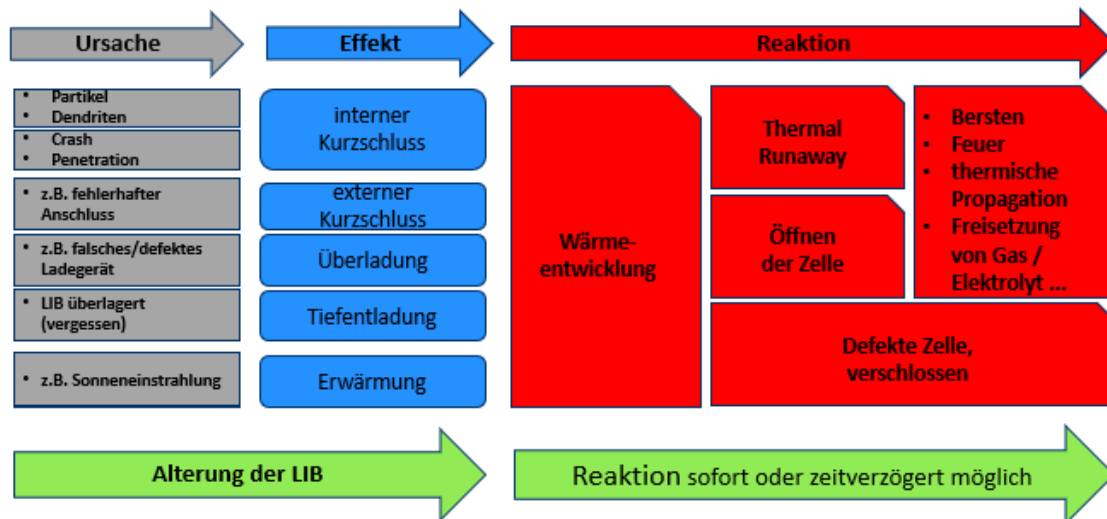 Ursache
Effekt
Reaktion
• Partikel
• Dendriten
• Crash
• Penetration
• z.B. fehlerhafter
Anschluss
• z.B. falsches/defektes
Ladegerät
• LIB überlagert
(vergessen)
• z.B. Sonneneinstrahlung
interner
Kurzschluss
externer
Kurzschluss
Überladung
Tiefentladung
Erwärmung
Wärme-
entwicklung
Thermal
Runaway
Öffnen
der Zelle
• Bersten
• Feuer
• thermische
Propagation
• Freisetzung
von Gas /
Elektrolyt ...
Defekte Zelle,
verschlossen
Alterung der LIB
Reaktion sofort oder zeitverzögert möglich